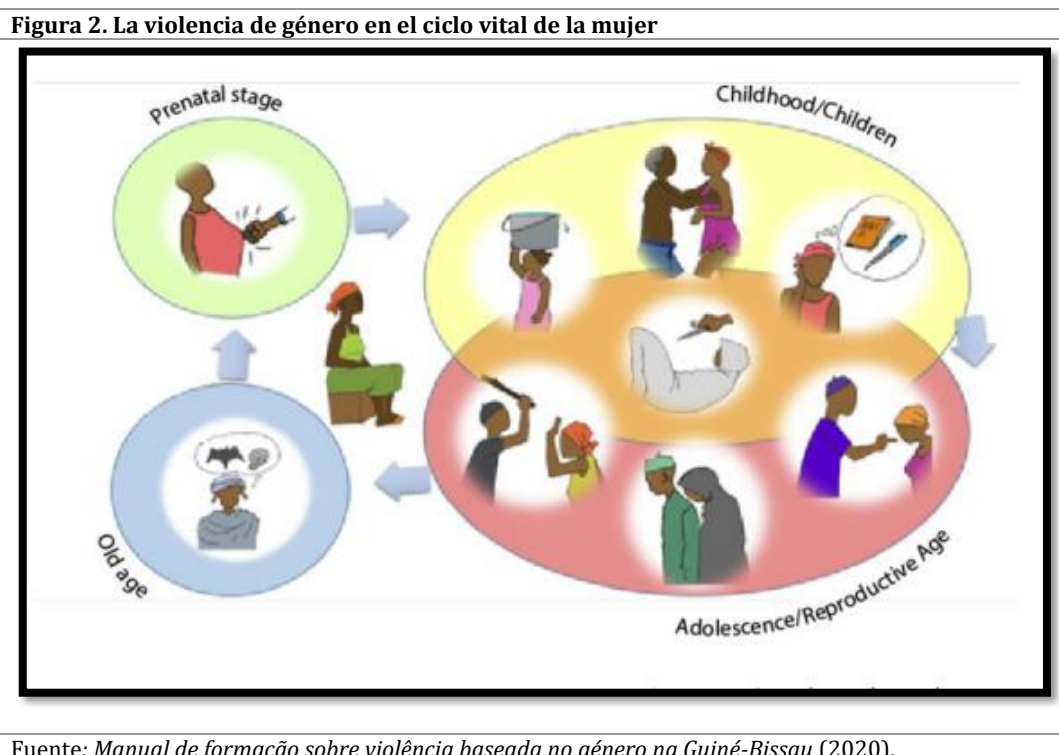 Figura 2. La violencia de género en el ciclo vital de la mujer
Prenatal stage
Childhood/Children
Old age
Adolescence/Reproductive Age
Fuente: Manual de formação sobre violência baseada no género na Guiné-Bissau (2020).